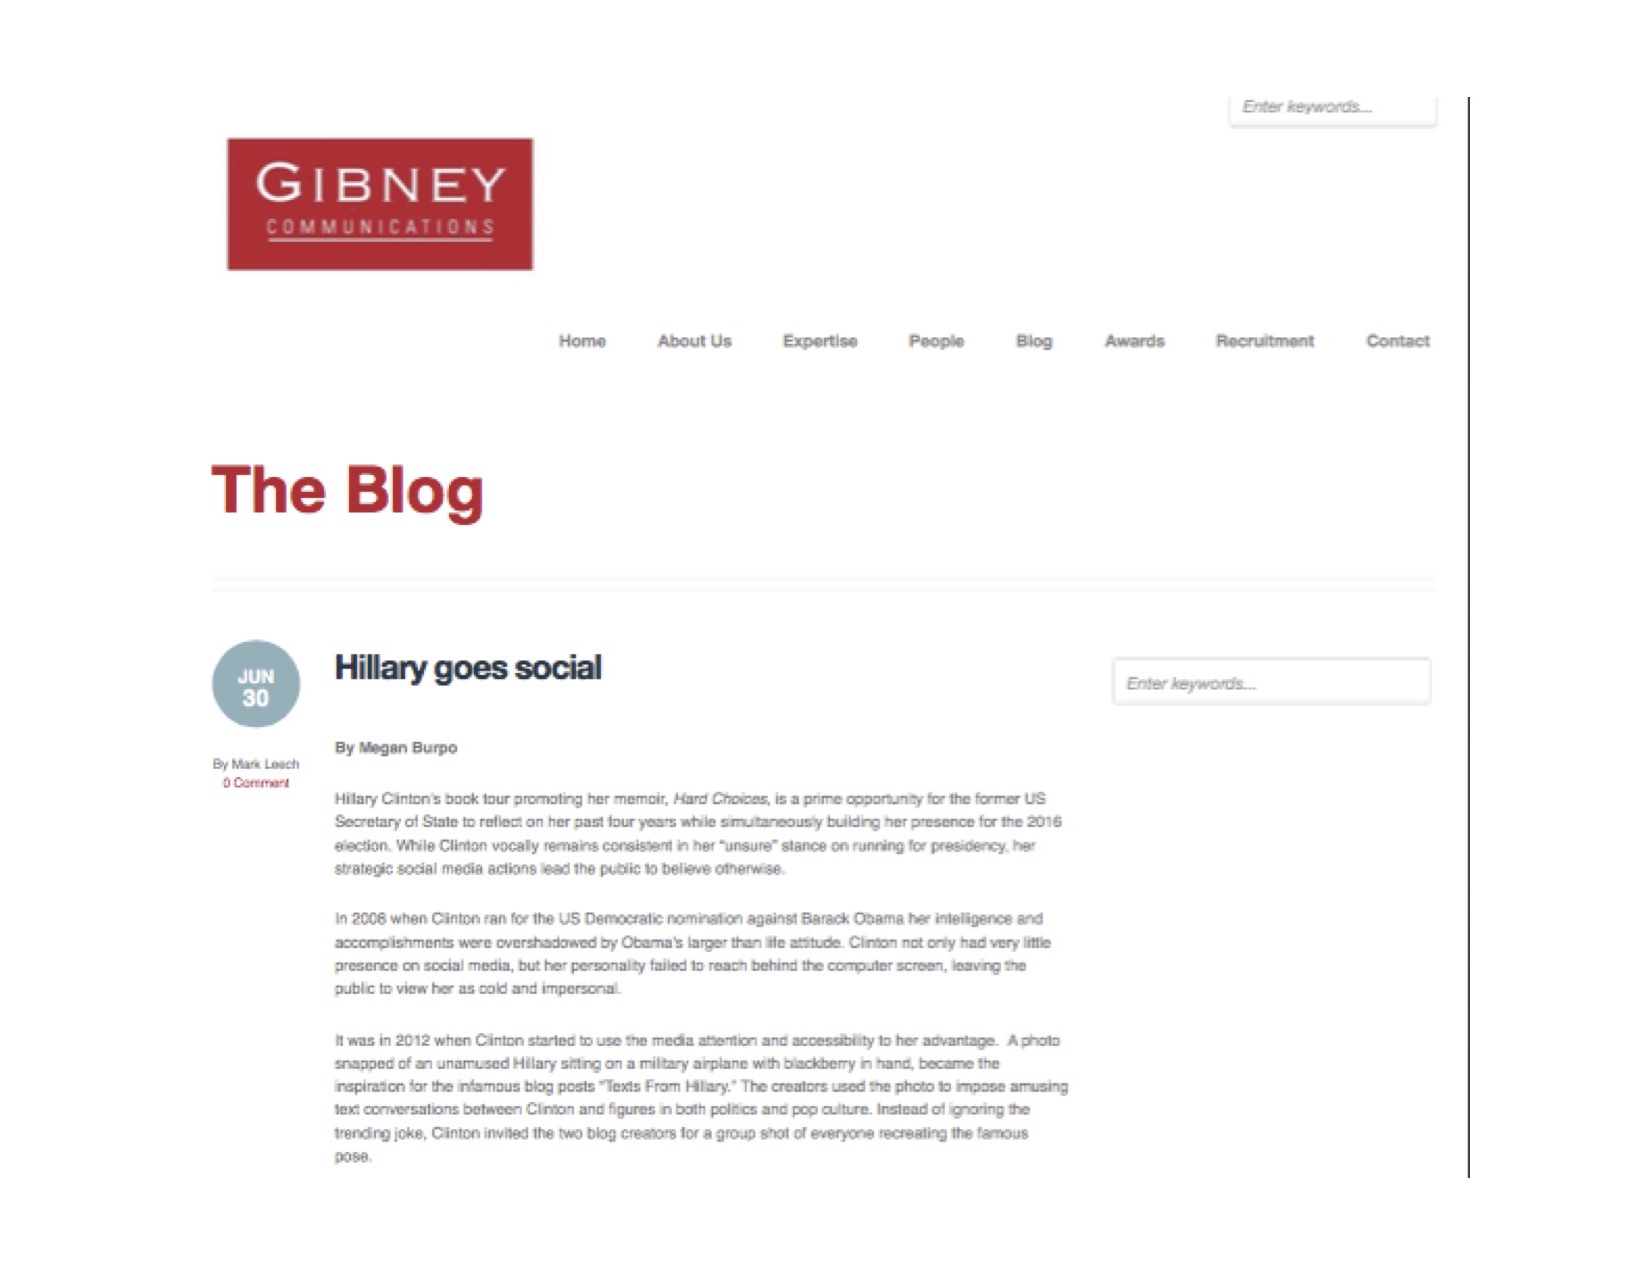 Enter keywords...
GIBNEY
COMMUNICATIONS
Home About Us Expertise People Blog Awards Recruitment Contact
The Blog
JUN
30
By Mark Leech
0 Comment
Hillary goes social
Enter keywords...
By Megan Burpo
Hillary Clinton's book tour promoting her memoir, Hard Choices, is a prime opportunity for the former US
Secretary of State to reflect on her past four years while simultaneously building her presence for the 2016
election. While Clinton vocally remains consistent in her “unsure” stance on running for presidency, her
strategic social media actions lead the public to believe otherwise.
In 2008 when Clinton ran for the US Democratic nomination against Barack Obama her intelligence and
accomplishments were overshadowed by Obama's larger than life attitude. Clinton not only had very little
presence on social media, but her personality failed to reach behind the computer screen, leaving the
public to view her as cold and impersonal.
It was in 2012 when Clinton started to use the media attention and accessibility to her advantage. A photo
snapped of an unamused Hillary sitting on a military airplane with blackberry in hand, became the
inspiration for the infamous blog posts “Texts From Hillary.” The creators used the photo to impose amusing
text conversations between Clinton and figures in both politics and pop culture. Instead of ignoring the
trending joke, Clinton invited the two blog creators for a group shot of everyone recreating the famous
pose.